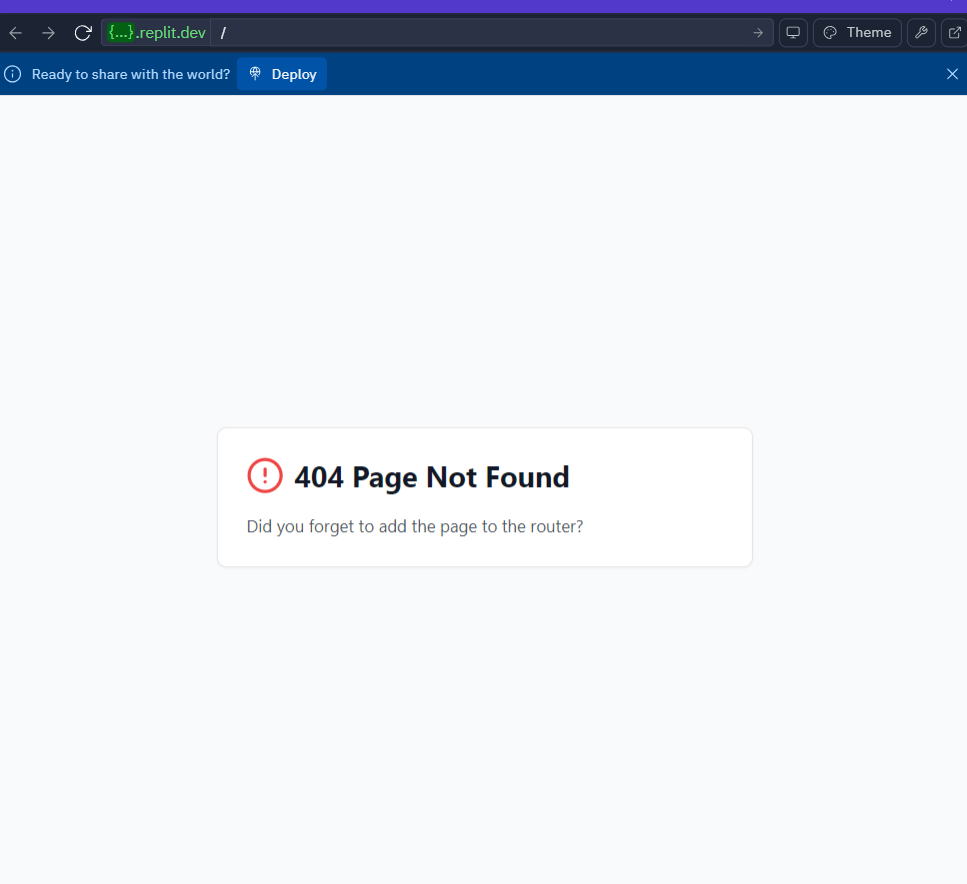 {...}.replit.dev /
Theme
Ready to share with the world? Deploy
404 Page Not Found
Did you forget to add the page to the router?